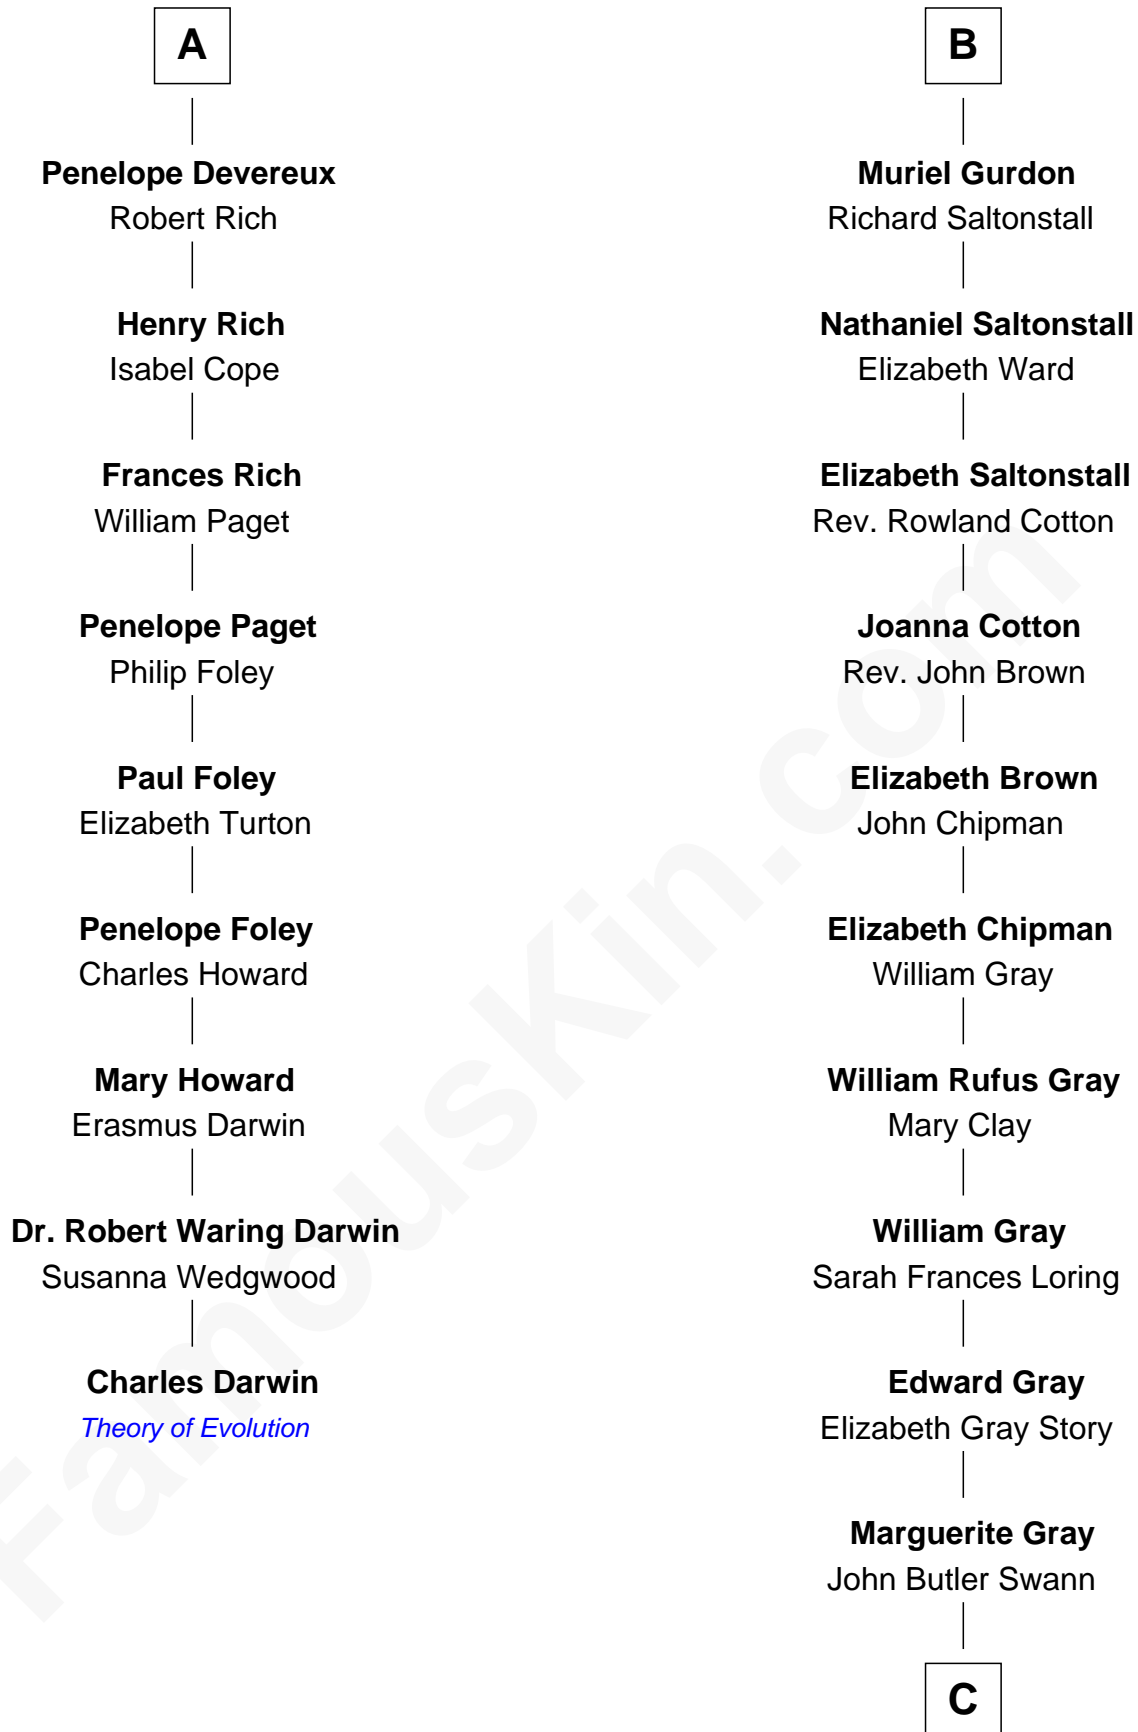 A
Penelope Devereux
Robert Rich
Henry Rich
Isabel Cope
Frances Rich
William Paget
Penelope Paget
Philip Foley
Paul Foley
Elizabeth Turton
Penelope Foley
Charles Howard
Mary Howard
Erasmus Darwin
Dr. Robert Waring Darwin
Susanna Wedgwood
Charles Darwin
Theory of Evolution
B
Muriel Gurdon
Richard Saltonstall
Nathaniel Saltonstall
Elizabeth Ward
Elizabeth Saltonstall
Rev. Rowland Cotton
Joanna Cotton
Rev. John Brown
Elizabeth Brown
John Chipman
Elizabeth Chipman
William Gray
William Rufus Gray
Mary Clay
William Gray
Sarah Frances Loring
Edward Gray
Elizabeth Gray Story
Marguerite Gray
John Butler Swann
C
FamousKin.com